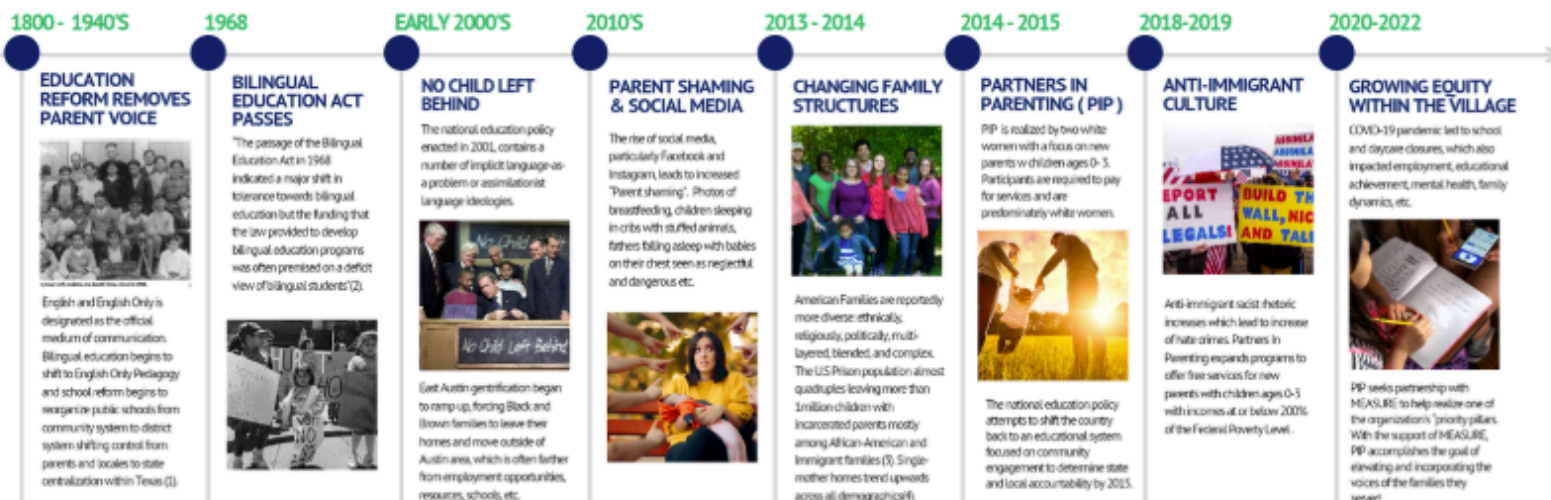 1800 - 1940'S
EDUCATION
REFORM REMOVES
PARENT VOICE
English and English Only is
designated as the official
medium of communication.
Bilingual education begins to
shift to English Only Pedagogy
and school reform begins to
reorganize public schools from
community system to district
system shifting control from
parents and locales to state
centralization within Texas (1).
1968
BILINGUAL
EDUCATION ACT
PASSES
"The passage of the Bilingual
Education Act in 1968
indicated a major shift in
tolerance towards bilingual
education but the funding that
the law provided to develop
bilingual education programs
was often premised on a deficit
view of bilingual students"(2).
NO
EARLY 2000'S
NO CHILD LEFT
BEHIND
The national education policy
enacted in 2001, contains a
number of implicit language-as-
a problem or assimilationist
language ideologies.
No Child
No Child Left Behind
East Austin gentrification began
to ramp up, forcing Black and
Brown families to leave their
homes and move outside of
Austin area, which is often farther
from employment opportunities,
resources, schools, etc.
2010'S
PARENT SHAMING
& SOCIAL MEDIA
The rise of social media,
particularly Facebook and
Instagram, leads to increased
"Parent shaming". Photos of
breastfeeding, children sleeping
in cribs with stuffed animals,
fathers falling asleep with babies
on their chest seen as neglectful
and dangerous etc.
2013 - 2014
CHANGING FAMILY
STRUCTURES
American Families are reportedly
more diverse: ethnically,
religiously, politically, multi-
layered, blended, and complex.
The U.S Prison population almost
quadruples leaving more than
1million children with
incarcerated parents mostly
among African-American and
Immigrant families (3). Single-
mother homes trend upwards
across all demographics(4).
2014 - 2015
PARTNERS IN
PARENTING ( PIP )
PIP is realized by two white
women with a focus on new
parents w children ages 0- 3.
Participants are required to pay
for services and are
predominately white women.
The national education policy
attempts to shift the country
back to an educational system
focused on community
engagement to determine state
and local accountability by 2015.
2018-2019
ANTI-IMMIGRANT
CULTURE
ASSIMILA
ASSIMILA
EPORT
ALL
LEGALS!
BUILD TH
WALL, NIC
AND TALL
Anti-immigrant racist rhetoric
increases which lead to increase
of hate crimes. Partners In
Parenting expands programs to
offer free services for new
parents with children ages 0-3
with incomes at or below 200%
of the Federal Poverty Level .
2020-2022
GROWING EQUITY
WITHIN THE VILLAGE
COVID-19 pandemic led to school
and daycare closures, which also
impacted employment, educational
achievement, mental health, family
dynamics, etc.
PIP seeks partnership with
MEASURE to help realize one of
the organization's "priority pillars.
With the support of MEASURE,
PIP accomplishes the goal of
elevating and incorporating the
voices of the families they